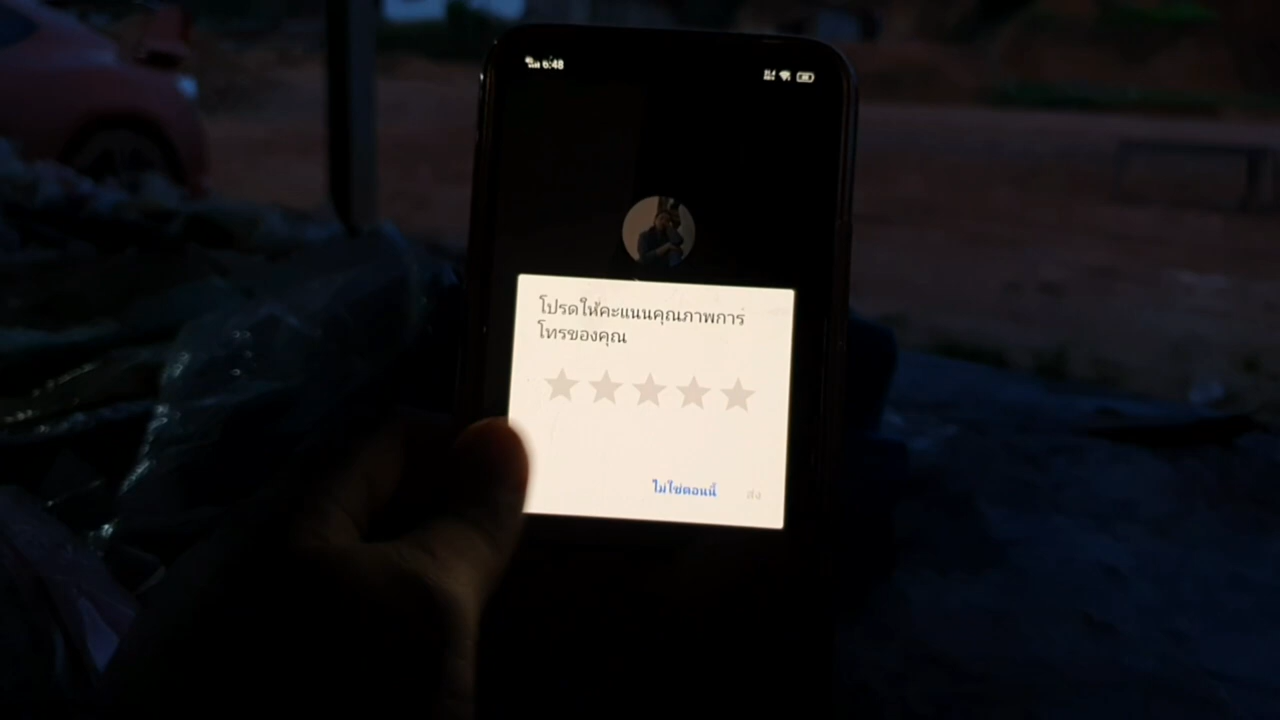 6:48
โปรดให้คะแนนคุณภาพการ
โทรของคุณ
ไม่ใช่ตอนนี้
ส่ง